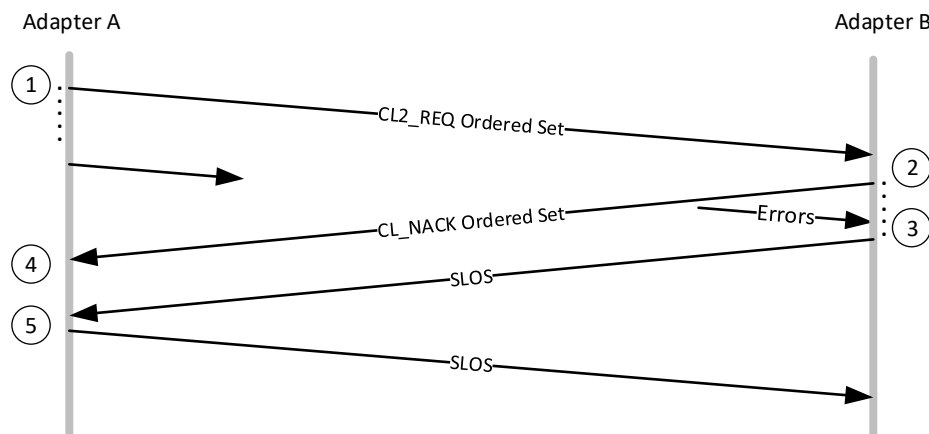 Adapter A
Adapter B
1
CL2_REQ Ordered Set
2
CL_NACK Ordered Set
Errors
3
4
SLOS
5
SLOS